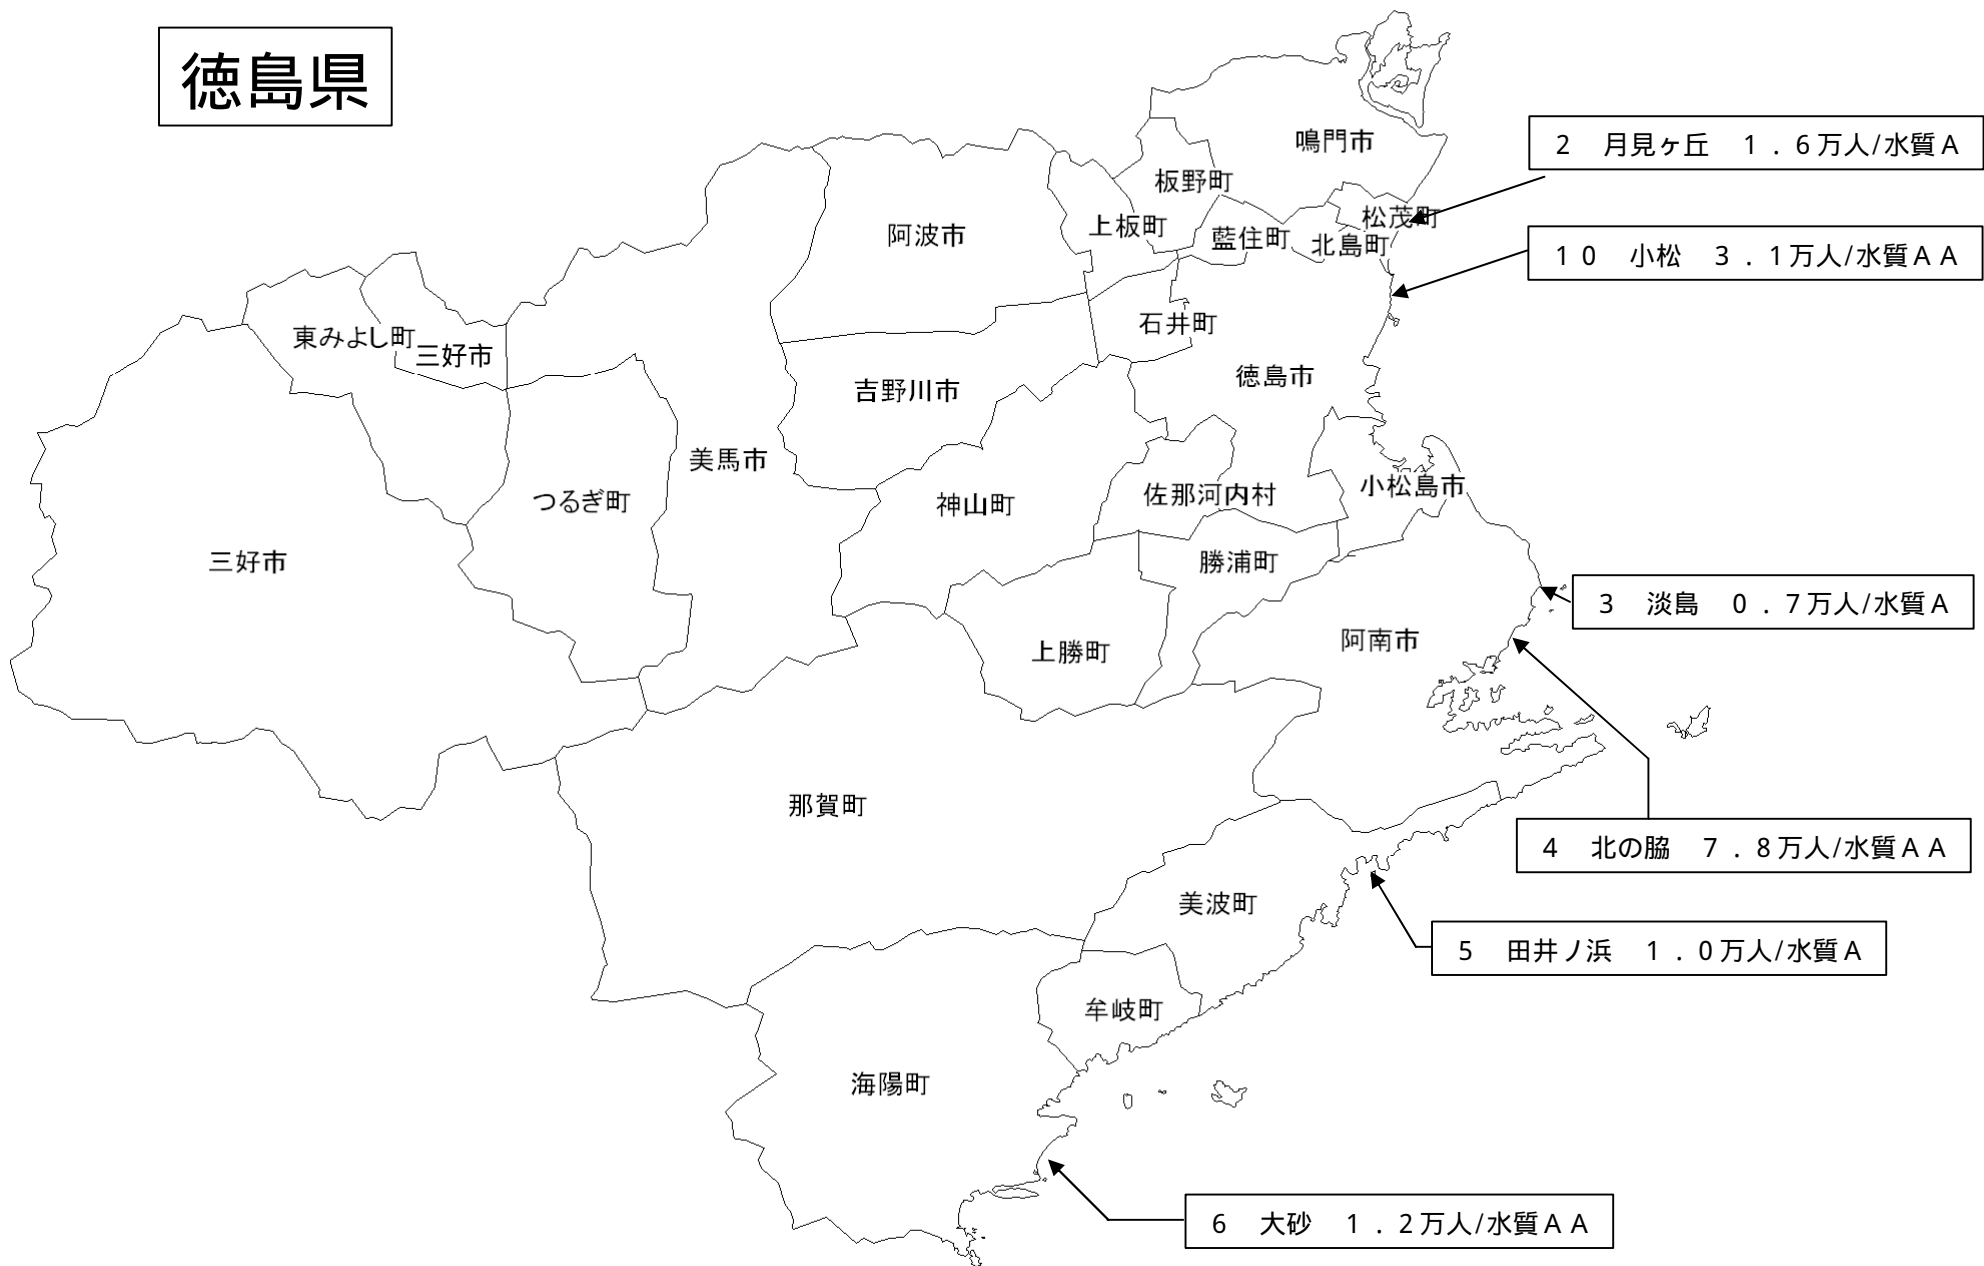 徳島県
鳴門市
2 月見ヶ丘 1.6万人/水質A
板野町
松茂町
上板町
阿波市
藍住町
北島町
10 小松 3.1万人/水質AA
石井町
東みよし町
三好市
徳島市
吉野川市
美馬市
小松島市
佐那河内村
つるぎ町
神山町
三好市
勝浦町
3 淡島 0.7万人/水質A
阿南市
上勝町
那賀町
4 北の脇 7.8万人/水質AA
美波町
5 田井ノ浜 1.0万人/水質A
牟岐町
海陽町
6 大砂 1.2万人/水質AA